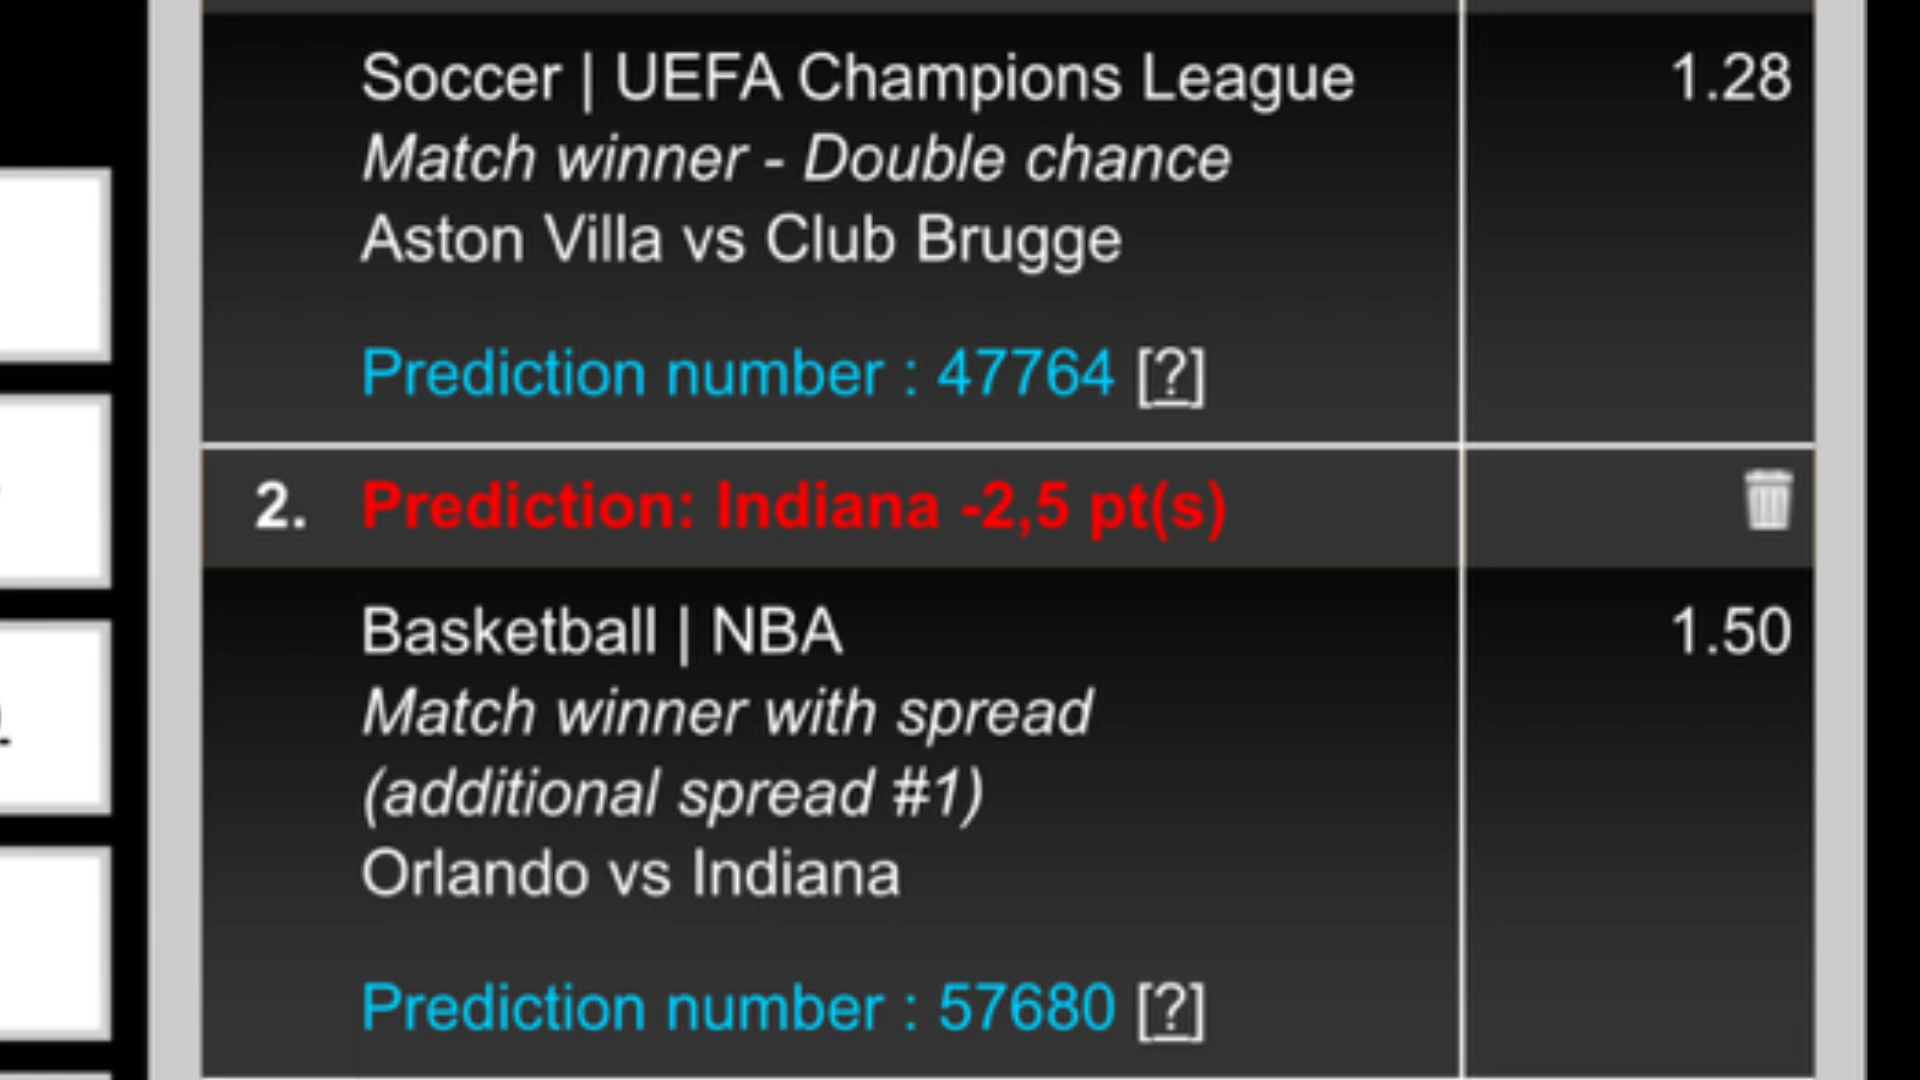 Soccer | UEFA Champions League 1.28
Match winner - Double chance
Aston Villa vs Club Brugge
Prediction number : 47764 [?]
2. Prediction: Indiana -2,5 pt(s)
Basketball | NBA 1.50
Match winner with spread
(additional spread #1)
Orlando vs Indiana
Prediction number : 57680 [?]